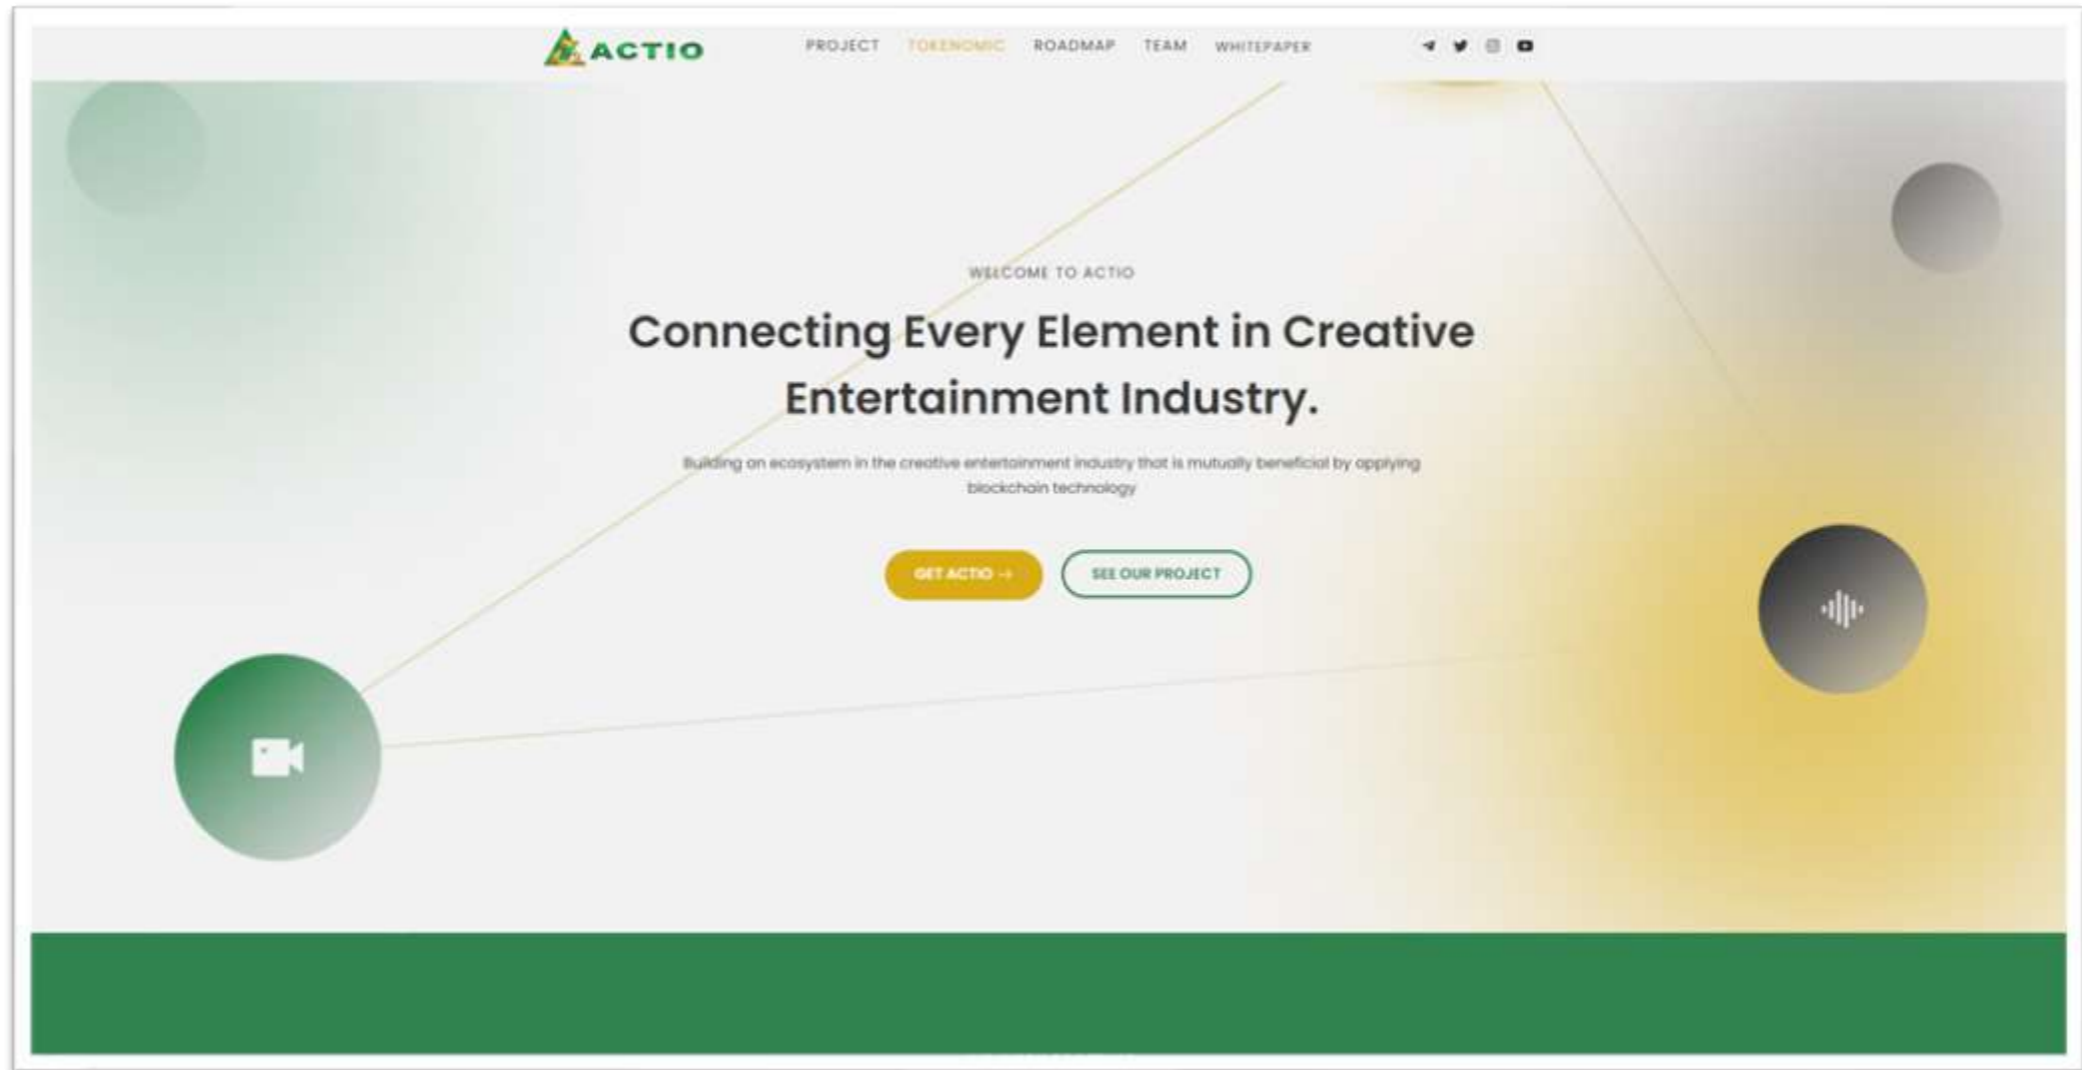 ACTIO
PROJECT TOKENOMIC ROADMAP TEAM WHITEPAPER
WELCOME TO ACTIO
Connecting Every Element in Creative
Entertainment Industry.
Building an ecosystem in the creative entertainment industry that is mutually beneficial by applying
blockchain technology
GET ACTIO → SEE OUR PROJECT